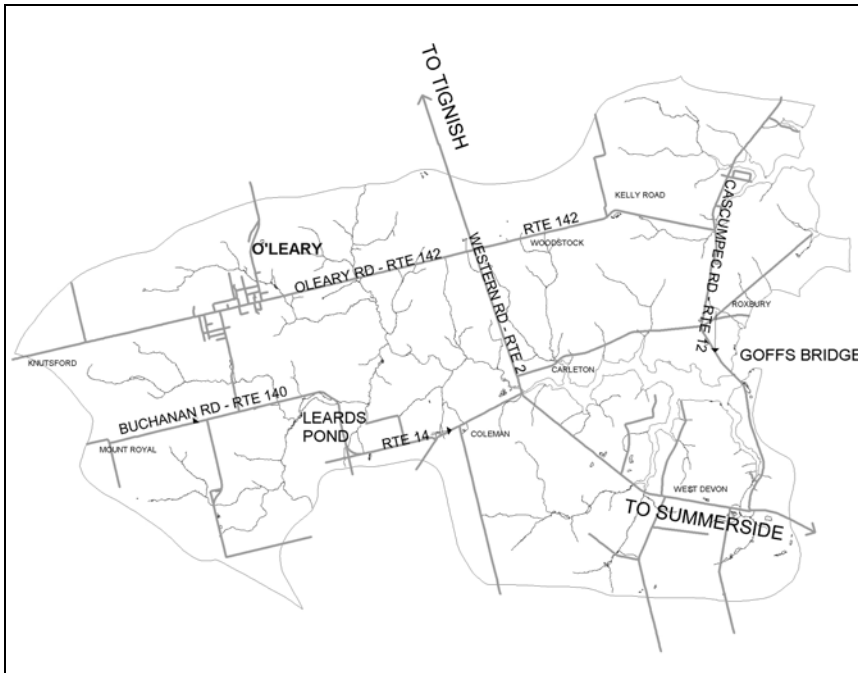 TO TIGNISH
KELLY ROAD
CASCUMPEC RD - RTE 12
RTE 142
WOODSTOCK
O'LEARY
OLEARY RD - RTE 142
WESTERN RD - RTE 2
ROXBURY
GOFFS BRIDGE
KNUTSFORD
CARLETON
BUCHANAN RD - RTE 140
'LEARDS
POND
RTE 14
COLEMAN
MOUNT ROYAL
WEST DEVON
TO SUMMERSIDE